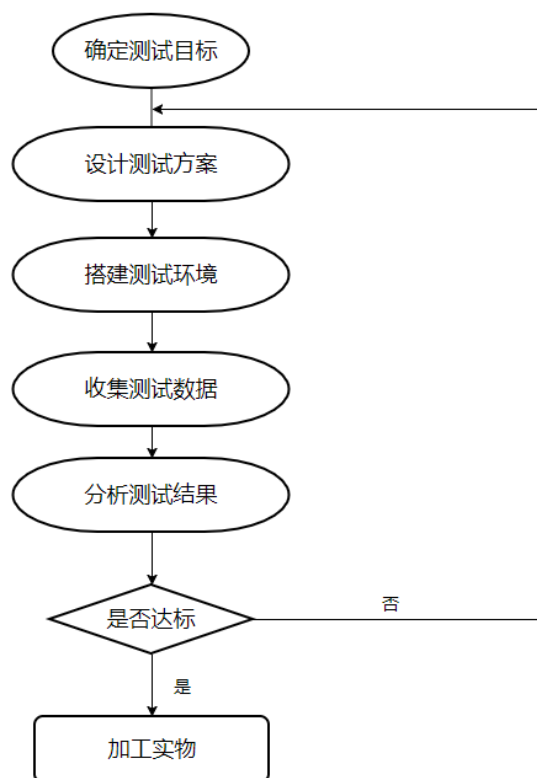 确定测试目标
设计测试方案
搭建测试环境
收集测试数据
分析测试结果
是否达标
否
是
加工实物